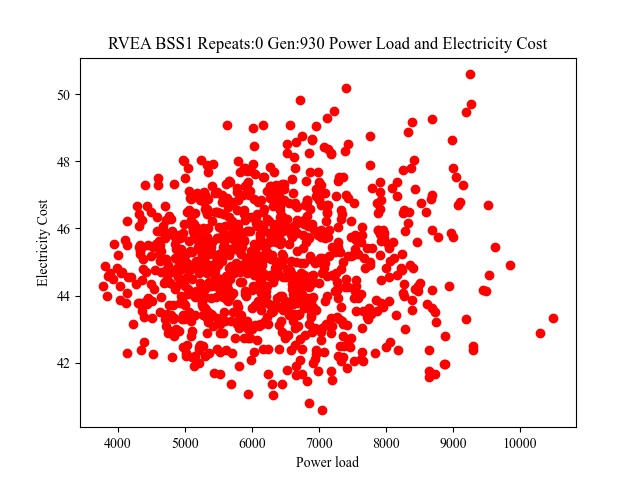 RVEA BSS1 Repeats:0 Gen:930 Power Load and Electricity Cost
50
48
46
44
42
Electricity Cost
4000 5000 6000 7000 8000 9000 10000
Power load